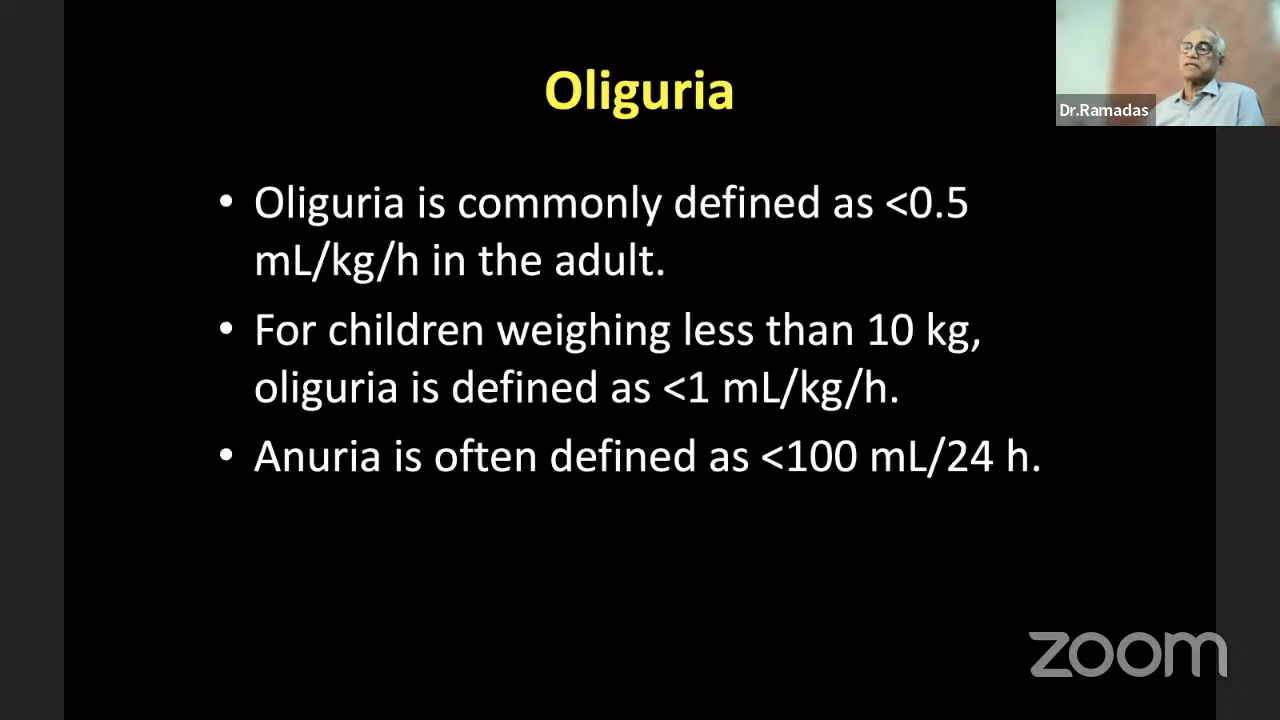 Oliguria
Dr.Ramadas
• Oliguria is commonly defined as <0.5
mL/kg/h in the adult.
• For children weighing less than 10 kg,
oliguria is defined as <1 mL/kg/h.
• Anuria is often defined as <100 mL/24 h.
zoom